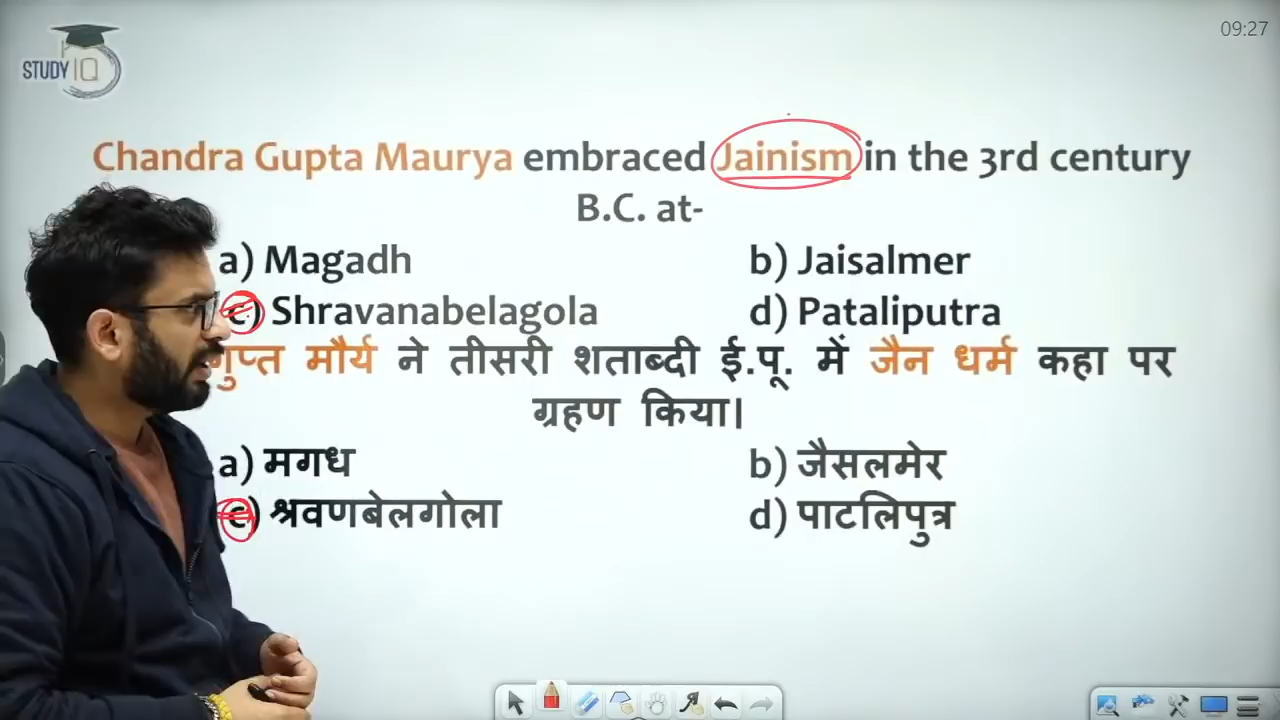 09:27
STUDY IQ
Chandra Gupta Maurya embraced Jainism in the 3rd century
B.C. at-
a) Magadh b) Jaisalmer
c) Shravanabelagola d) Pataliputra
गुप्त मौर्य ने तीसरी शताब्दी ई.पू. में जैन धर्म कहा पर
ग्रहण किया।
a) मगध b) जैसलमेर
c) श्रवणबेलगोला d) पाटलिपुत्र